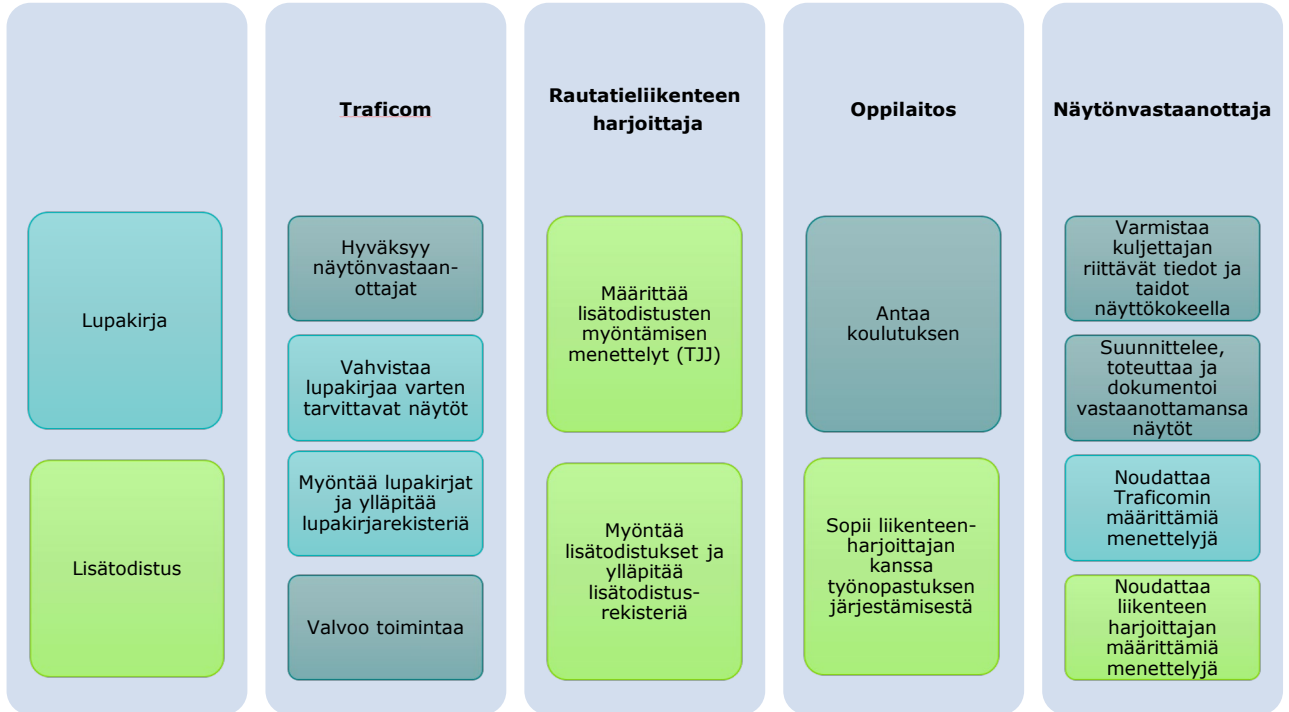 Lupakirja
Lisätodistus
Traficom
Hyväksyy
näytönvastaan-
ottajat
Vahvistaa
lupakirjaa varten
tarvittavat näytöt
Myöntää lupakirjat
ja ylläpitää
lupakirjarekisteriä
Valvoo toimintaa
Rautatieliikenteen
harjoittaja
Määrittää
lisätodistusten
myöntämisen
menettelyt (TJJ)
Myöntää
lisätodistukset ja
ylläpitää
lisätodistus-
rekisteriä
Oppilaitos
Antaa
koulutuksen
Sopii liikenteen-
harjoittajan
kanssa
työnopastuksen
järjestämisestä
Näytönvastaanottaja
Varmistaa
kuljettajan
riittävät tiedot ja
taidot
näyttökokeella
Suunnittelee,
toteuttaa ja
dokumentoi
vastaanottamansa
näytöt
Noudattaa
Traficomin
määrittämiä
menettelyjä
Noudattaa
liikenteen
harjoittajan
määrittämiä
menettelyjä